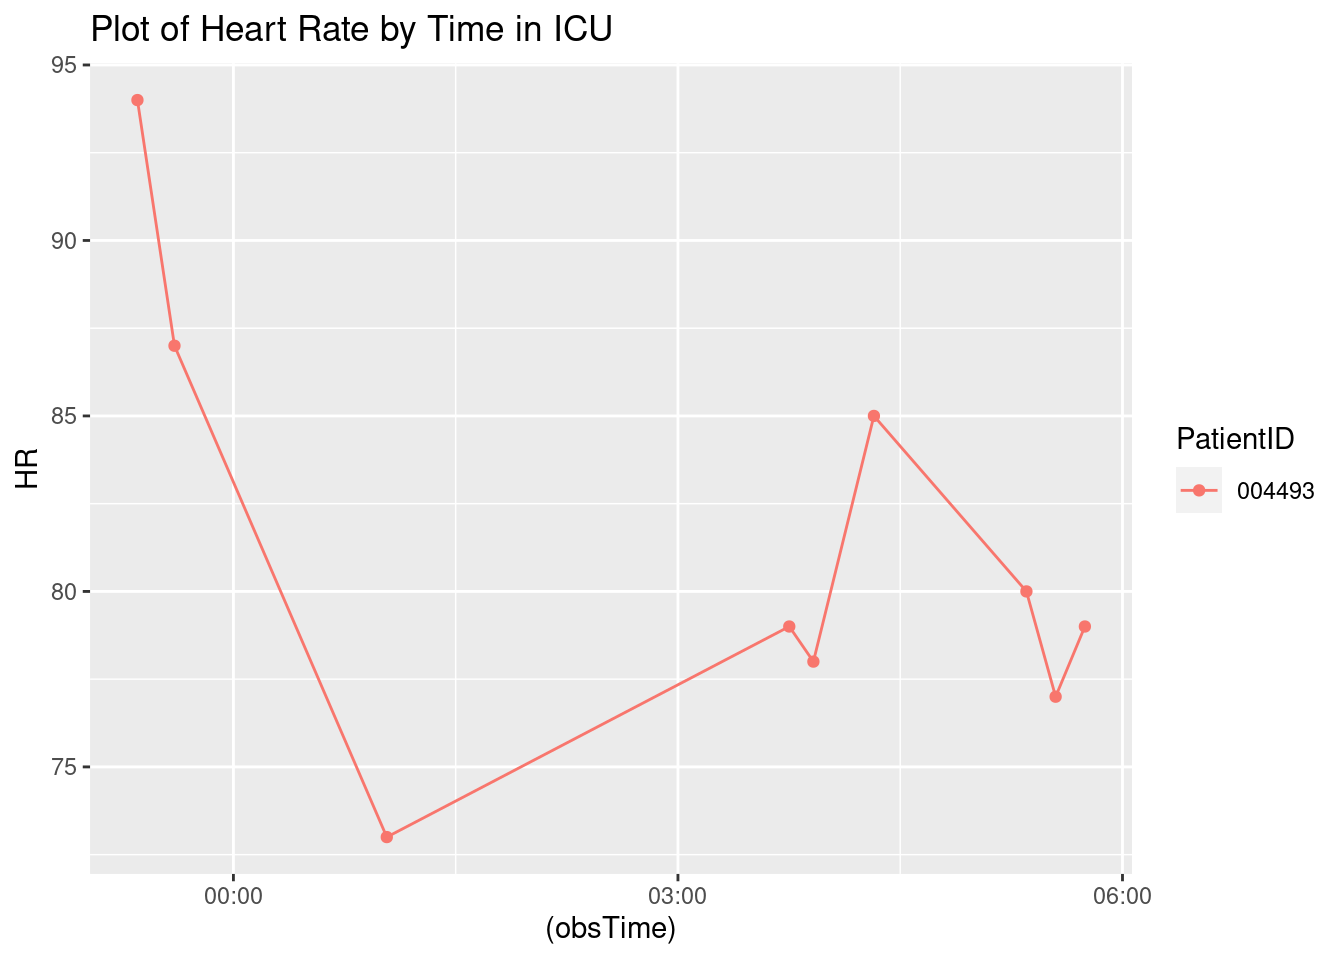 Plot of Heart Rate by Time in ICU
95
90
85
80
75
HR
00:00
03:00
06:00
(obsTime)
PatientID
004493